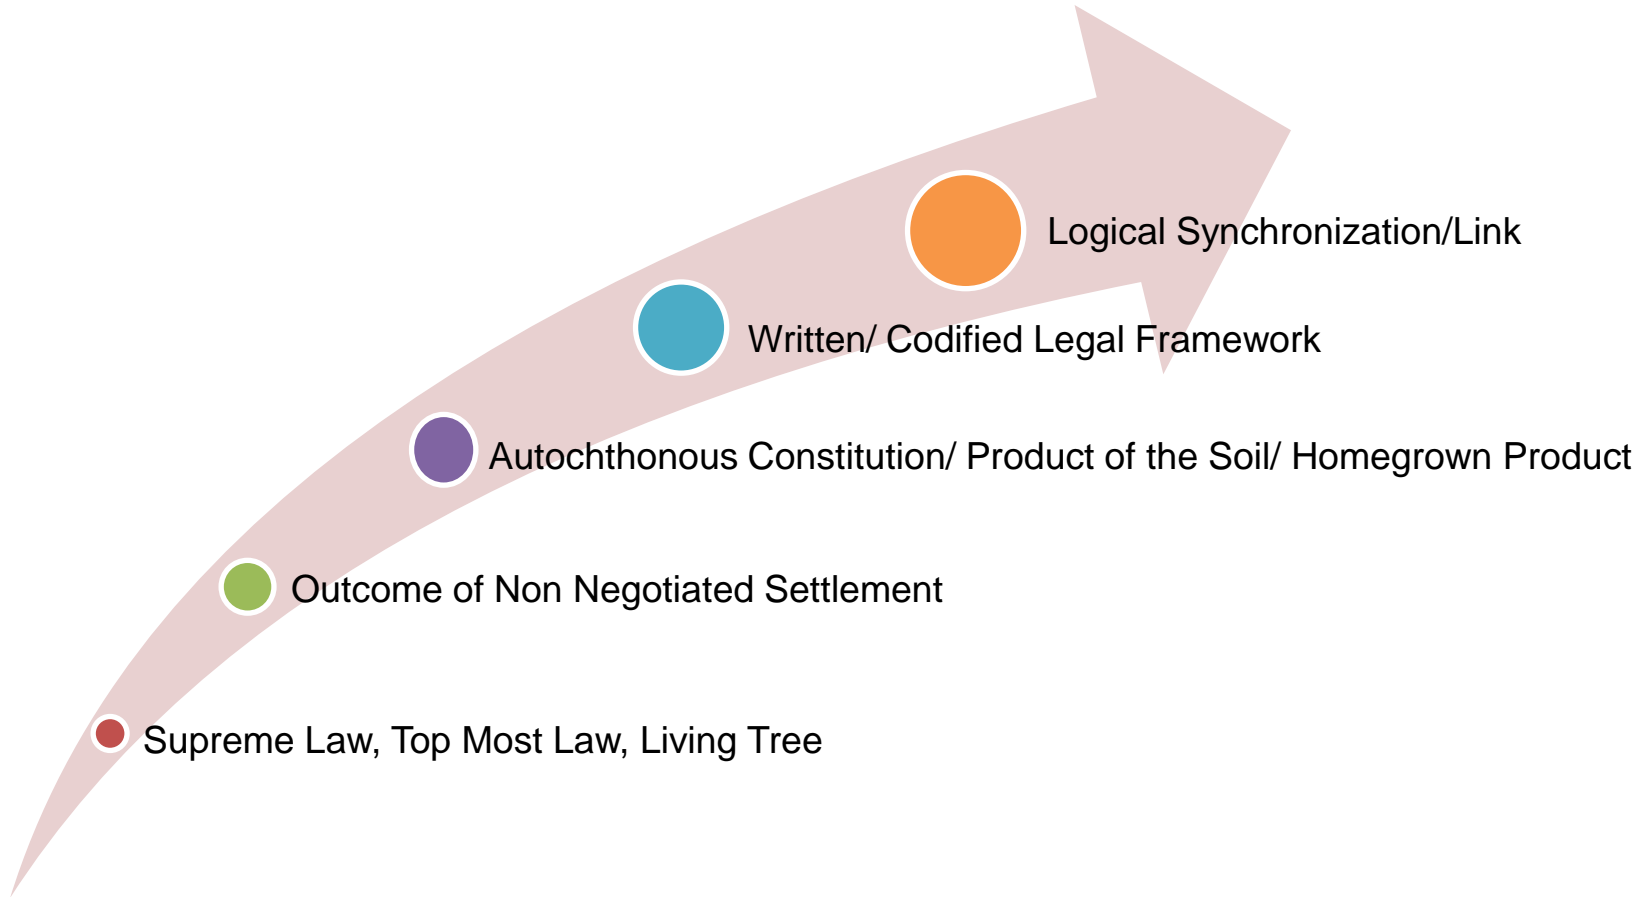 Logical Synchronization/Link
Written/ Codified Legal Framework
Autochthonous Constitution/ Product of the Soil/ Homegrown Product
Outcome of Non Negotiated Settlement
Supreme Law, Top Most Law, Living Tree